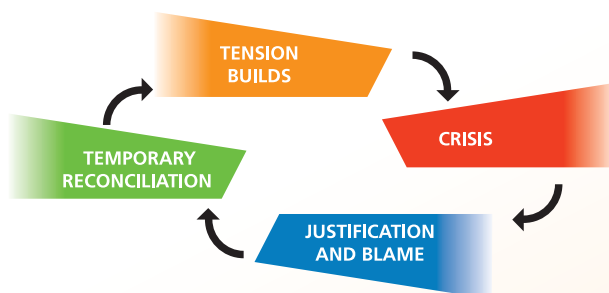 TENSION
BUILDS
CRISIS
JUSTIFICATION
AND BLAME
TEMPORARY
RECONCILIATION